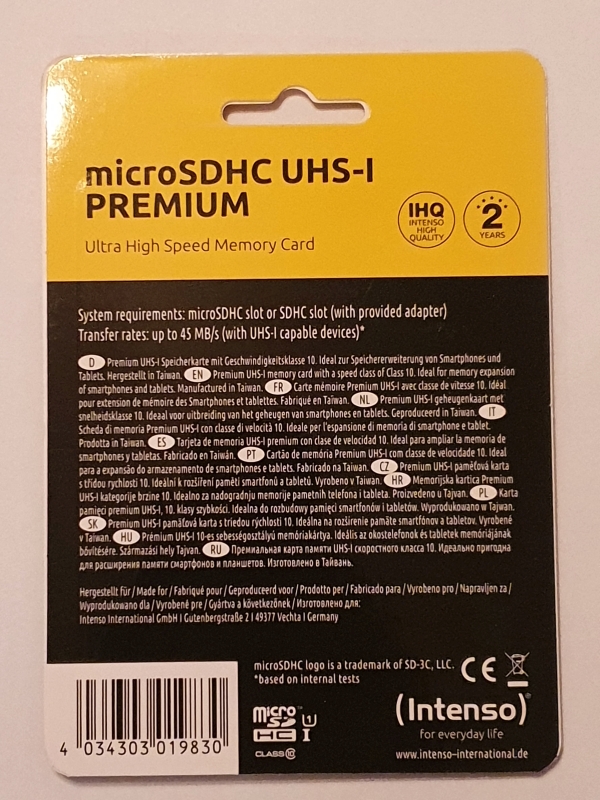 microSDHC UHS-I
PREMIUM
Ultra High Speed Memory Card
IHQ
INTENSO
HIGH
QUALITY
2
YEARS
System requirements: microSDHC slot or SDHC slot (with provided adapter)
Transfer rates: up to 45 MB/s (with UHS-I capable devices)*
D Premium UHS-I Speicherkarte mit Geschwindigkeitsklasse 10. Ideal zur Speichererweiterung von Smartphones und
Tablets. Hergestellt in Taiwan. EN Premium UHS-I memory card with a speed class of Class 10. Ideal for memory expansion
of smartphones and tablets. Manufactured in Taiwan. FR Carte mémoire Premium UHS-I avec classe de vitesse 10. Idéal
pour extension de mémoire des Smartphones et tablettes. Fabriqué en Taïwan. NL Premium UHS-I geheugenkaart met
snelheidsklasse 10. Ideaal voor uitbreiding van het geheugen van smartphones en tablets. Geproduceerd in Taiwan. IT
Scheda di memoria Premium UHS-I con classe di velocità 10. Ideale per l'espansione di memoria di smartphone e tablet.
Prodotta in Taiwan. ES Tarjeta de memoria UHS-I premium con clase de velocidad 10. Ideal para ampliar la memoria de
smartphones y tabletas. Fabricado en Taiwán. PT Cartão de memória Premium UHS-I com classe de velocidade 10. Ideal
para a expansão do armazenamento de smartphones e tablets. Fabricado na Taiwan. CZ Premium UHS-I paměťová karta
s třídou rychlosti 10. Ideální k rozšíření paměti smartfonů a tabletů. Vyrobeno v Taiwan. HR Memorijska kartica Premium
UHS-I kategorije brzine 10. Idealno za nadogradnju memorije pametnih telefona i tableta. Proizvedeno u Tajvan. PL Karta
pamięci premium UHS-I, 10. klasy szybkości. Idealna do rozbudowy pamięci smartfonów i tabletów. Wyprodukowano w Taiwan.
SK Premium UHS-I pamäťová karta s triedou rýchlosti 10. Ideálna na rozšírenie pamäte smartfónov a tabletov. Vyrobené
v Taiwan. HU Prémium UHS-I 10-es sebességosztályú memóriakártya. Ideális az okostelefonok és tabletek memóriájának
bővítésére. Származási hely Tajvan. RU Премиальная карта памяти UHS-I скоростного класса 10. Идеально пригодна
для расширения памяти смартфонов и планшетов. Изготовлено в Тайвань.
Hergestellt für / Made for / Fabriqué pour / Geproduceerd voor / Prodotto per / Fabricado para / Vyrobeno pro / Napravljen za /
Wyprodukowano dla / Vyrobené pre / Gyártva a következőnek / Изготовлено для:
Intenso International GmbH I Gutenbergstraße 2 I 49377 Vechta I Germany
microSDHC logo is a trademark of SD-3C, LLC.
*based on internal tests
CE
4 034303 019830
micro
SD
HC I
1
CLASS 10
(Intenso)®
for everyday life
www.intenso-international.de